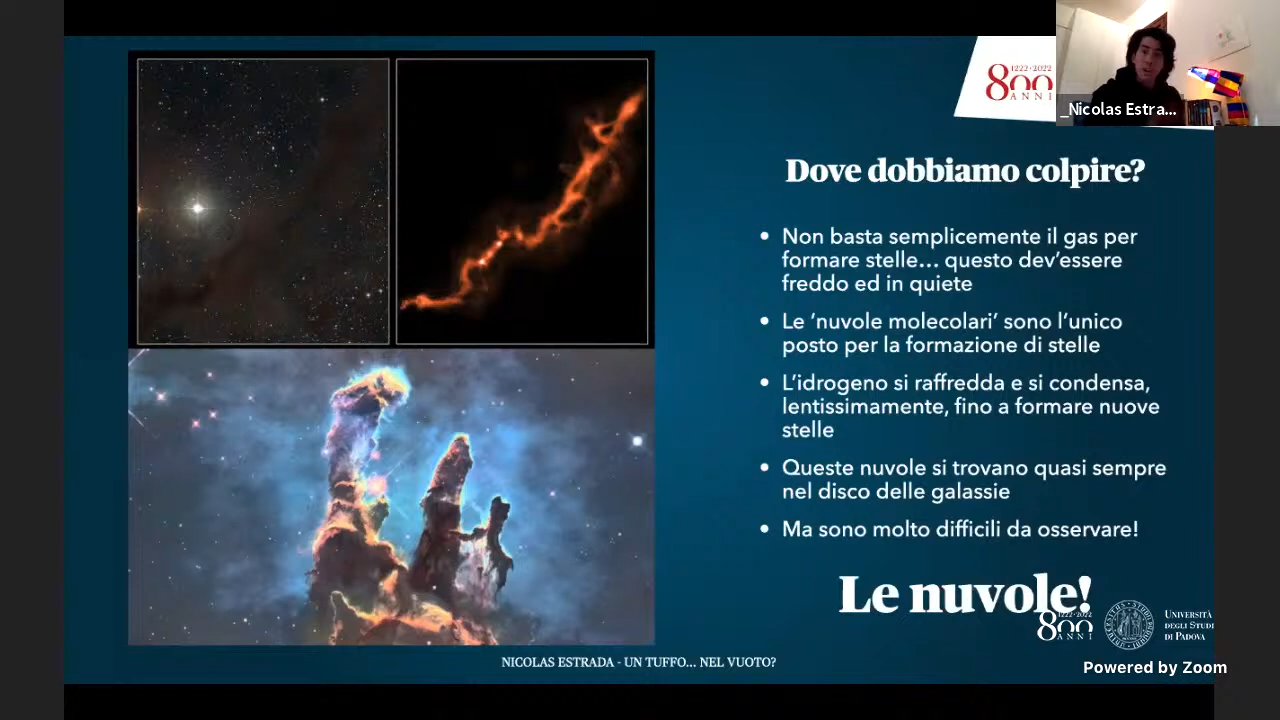 1222·2022
800
ANNI
_Nicolas Estra...
Dove dobbiamo colpire?
• Non basta semplicemente il gas per
formare stelle... questo dev'essere
freddo ed in quiete
• Le 'nuvole molecolari' sono l'unico
posto per la formazione di stelle
• L'idrogeno si raffredda e si condensa,
lentissimamente, fino a formare nuove
stelle
• Queste nuvole si trovano quasi sempre
nel disco delle galassie
• Ma sono molto difficili da osservare!
Le nuvole!
1222·2022
800
ANNI
UNIVERSITÀ
DEGLI STUDI
DI PADOVA
NICOLAS ESTRADA - UN TUFFO... NEL VUOTO?
Powered by Zoom